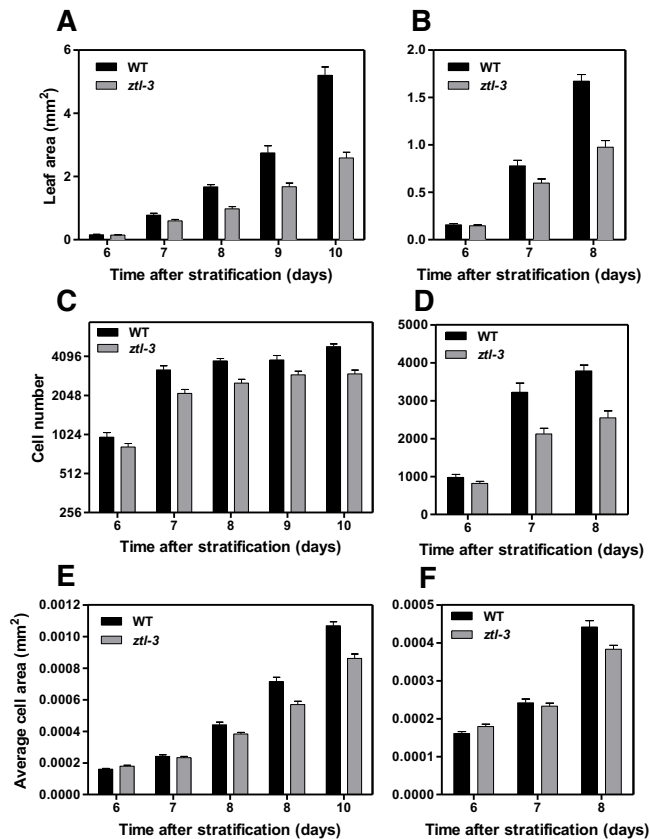 A
6
4
2
0
Leaf area (mm²)
WT
ztl-3
6 7 8 9 10
Time after stratification (days)
B
2.0
1.5
1.0
0.5
0.0
WT
ztl-3
6 7 8
Time after stratification (days)
C
4096
2048
1024
512
256
Cell number
WT
ztl-3
6 7 8 9 10
Time after stratification (days)
D
5000
4000
3000
2000
1000
0
WT
ztl-3
6 7 8
Time after stratification (days)
E
0.0012
0.0010
0.0008
0.0006
0.0004
0.0002
0.0000
Average cell area (mm²)
WT
ztl-3
6 7 8 8 10
Time after stratification (days)
F
0.0005
0.0004
0.0003
0.0002
0.0001
0.0000
WT
ztl-3
6 7 8
Time after stratification (days)